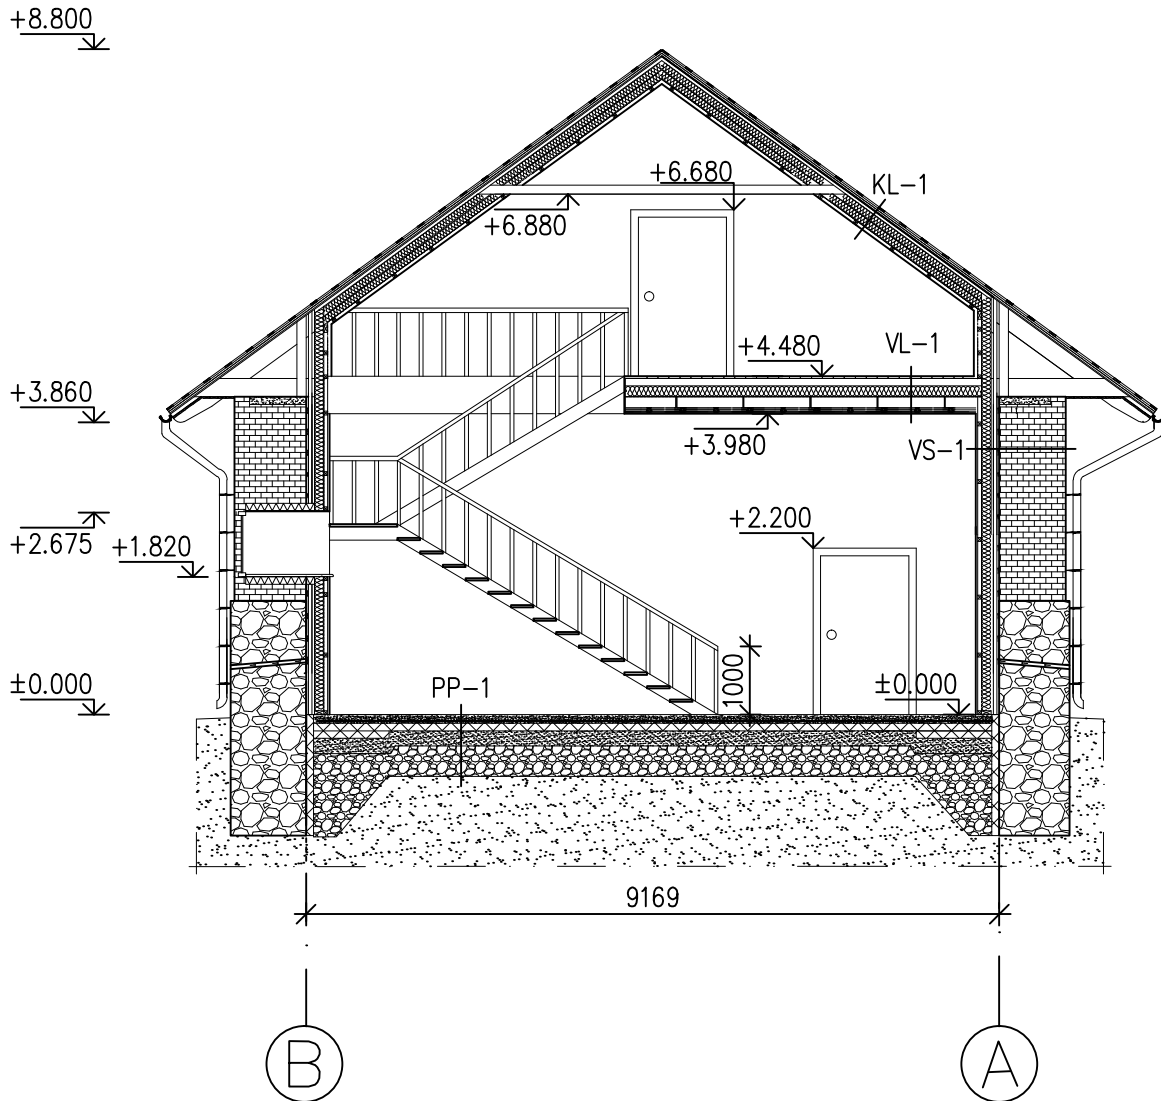 +8.800
+6.680
KL-1
+6.880
+4.480
VL-1
+3.860
+3.980
VS-1
+2.675
+1.820
+2.200
±0.000
PP-1
1000
±0.000
9169
B
A